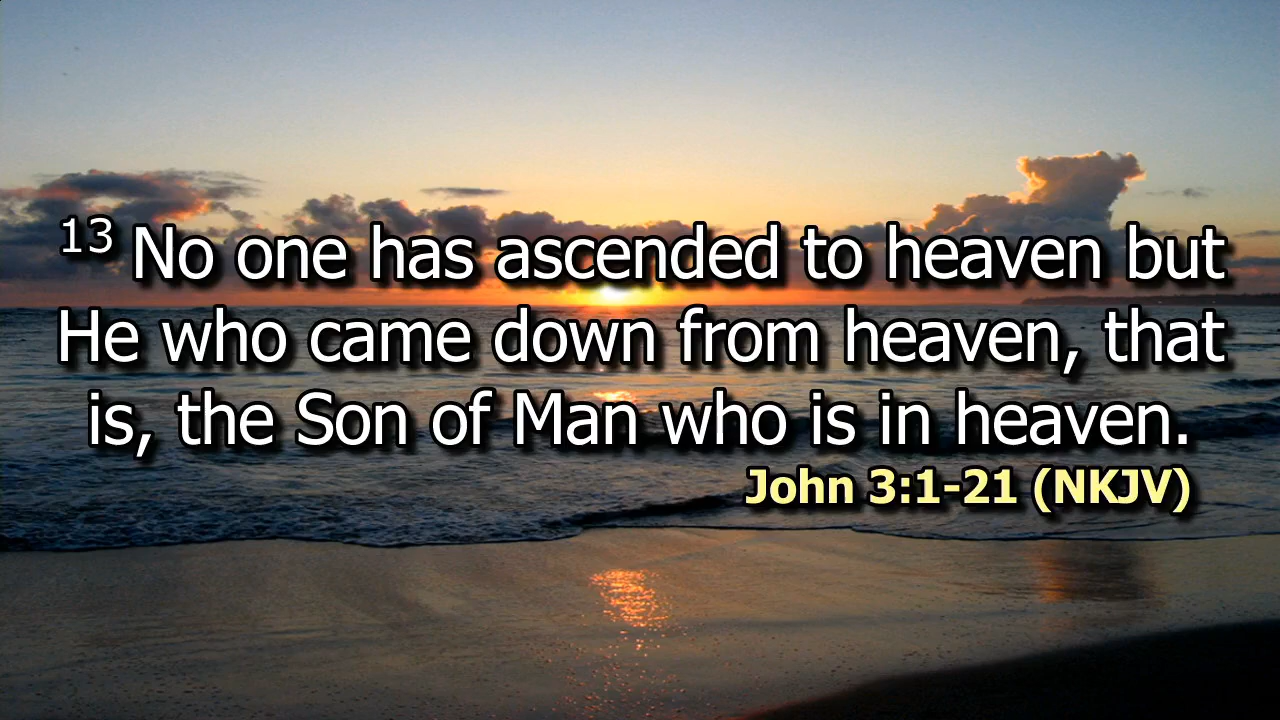 13 No one has ascended to heaven but
He who came down from heaven, that
is, the Son of Man who is in heaven.
John 3:1-21 (NKJV)